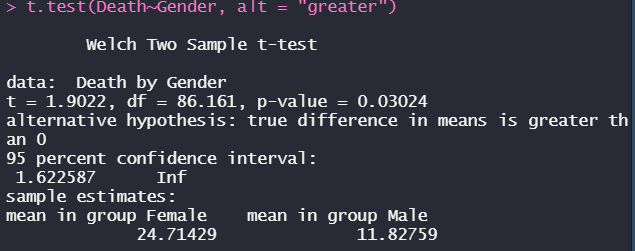 > t.test(Death~Gender, alt = "greater")
Welch Two Sample t-test
data:  Death by Gender
t = 1.9022, df = 86.161, p-value = 0.03024
alternative hypothesis: true difference in means is greater th
an 0
95 percent confidence interval:
 1.622587      Inf
sample estimates:
mean in group Female    mean in group Male
24.71429                11.82759